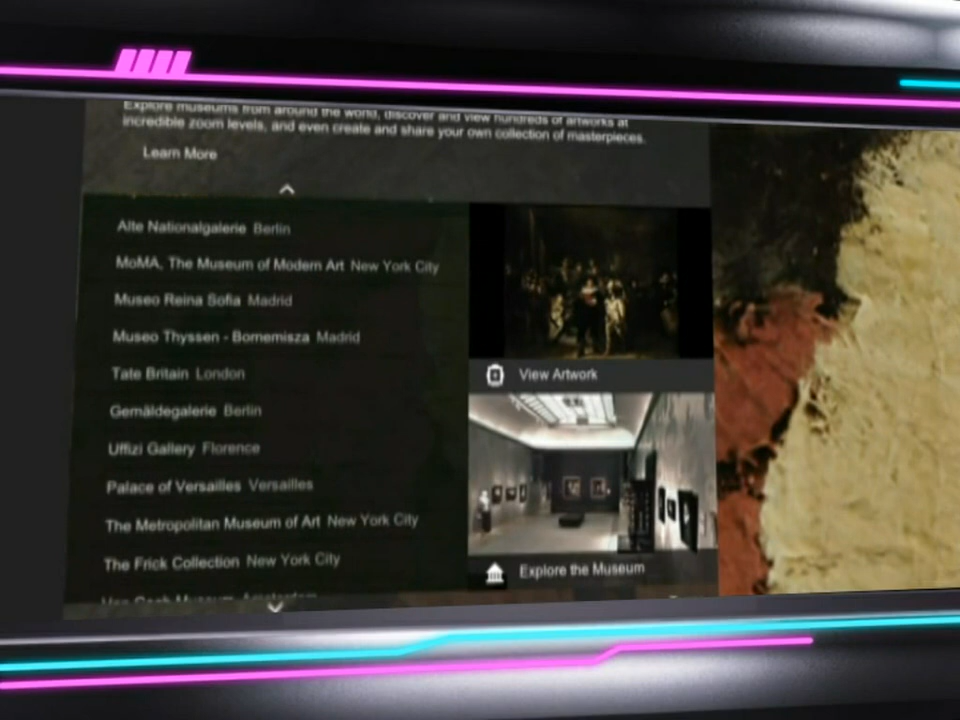 Explore museums from around the world, discover and view hundreds of artworks at
incredible zoom levels, and even create and share your own collection of masterpieces.
Learn More
Alte Nationalgalerie Berlin
MoMA, The Museum of Modern Art New York City
Museo Reina Sofia Madrid
Museo Thyssen - Bornemisza Madrid
Tate Britain London
Gemäldegalerie Berlin
Uffizi Gallery Florence
Palace of Versailles Versailles
The Metropolitan Museum of Art New York City
The Frick Collection New York City
Van Gogh Museum Amsterdam
View Artwork
Explore the Museum